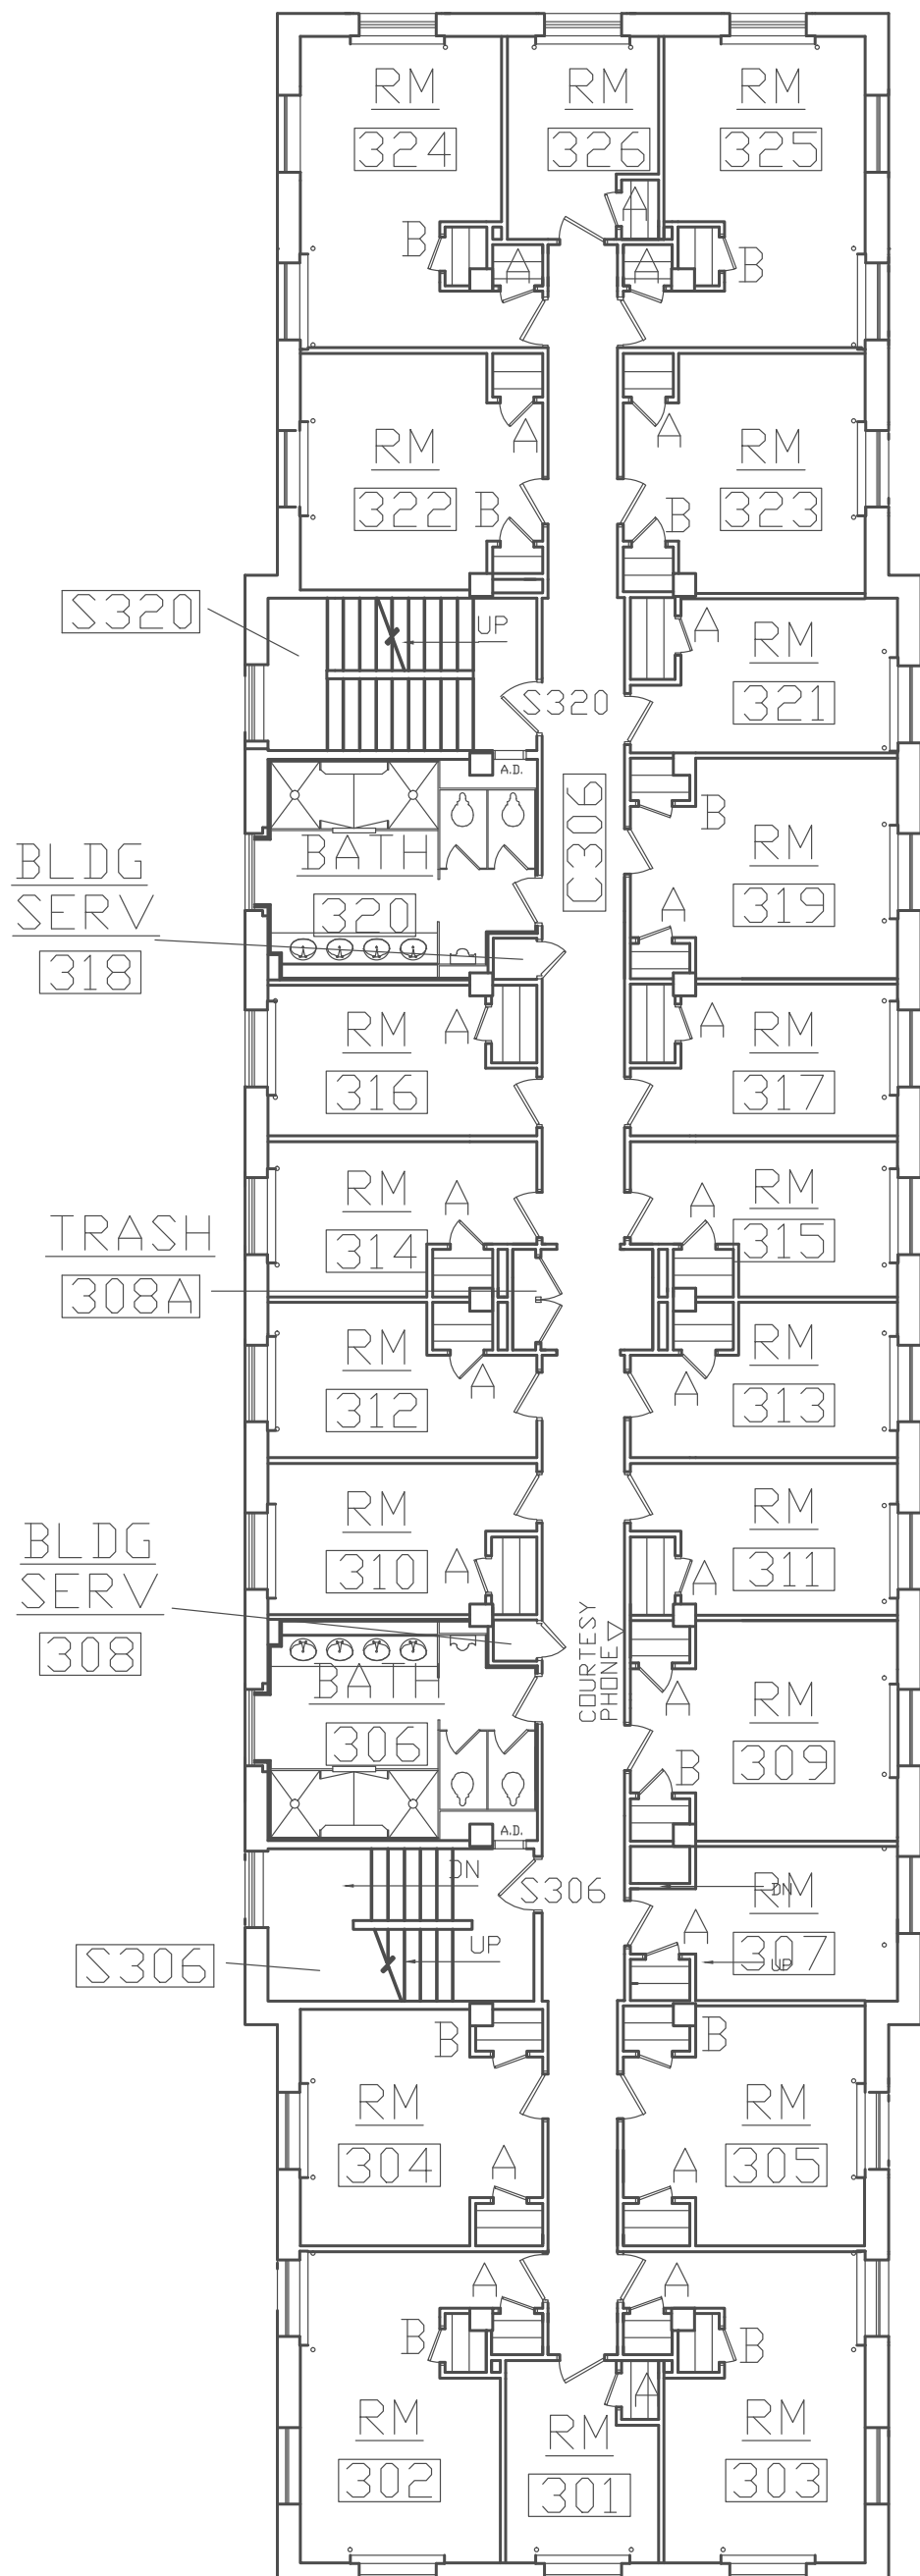 RM
324
RM
326
RM
325
A
B
A
A
B
RM
322
A
B
A
RM
323
B
S320
UP
S320
A
RM
321
A.D.
C306
B
RM
319
A
BATH
320
BLDG
SERV
318
RM
316
A
A
RM
317
RM
314
A
A
RM
315
TRASH
308A
RM
312
A
A
RM
313
RM
310
A
RM
311
A
BLDG
SERV
308
COURTESY
PHONE
BATH
306
A
RM
309
B
A.D.
DN
S306
UP
S306
RM
307
DN
A
UP
B
RM
304
A
B
RM
305
A
A
B
RM
302
A
B
RM
303
A
RM
301